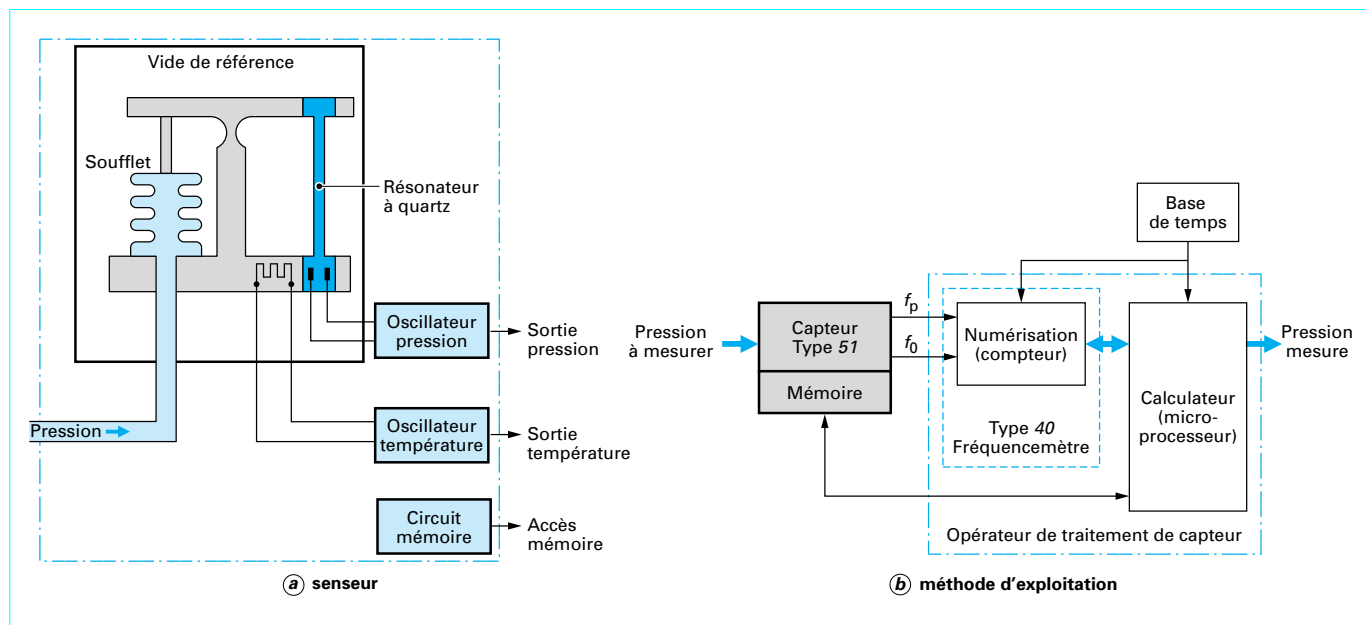 Vide de référence
Soufflet
Résonateur
à quartz
Oscillateur
pression
Sortie
pression
Pression
Oscillateur
température
Sortie
température
Circuit
mémoire
Accès
mémoire
a senseur
Base
de temps
Pression
à mesurer
Capteur
Type 51
Mémoire
fp
f0
Numérisation
(compteur)
Type 40
Fréquencemètre
Calculateur
(micro-
processeur)
Pression
mesure
Opérateur de traitement de capteur
b méthode d'exploitation